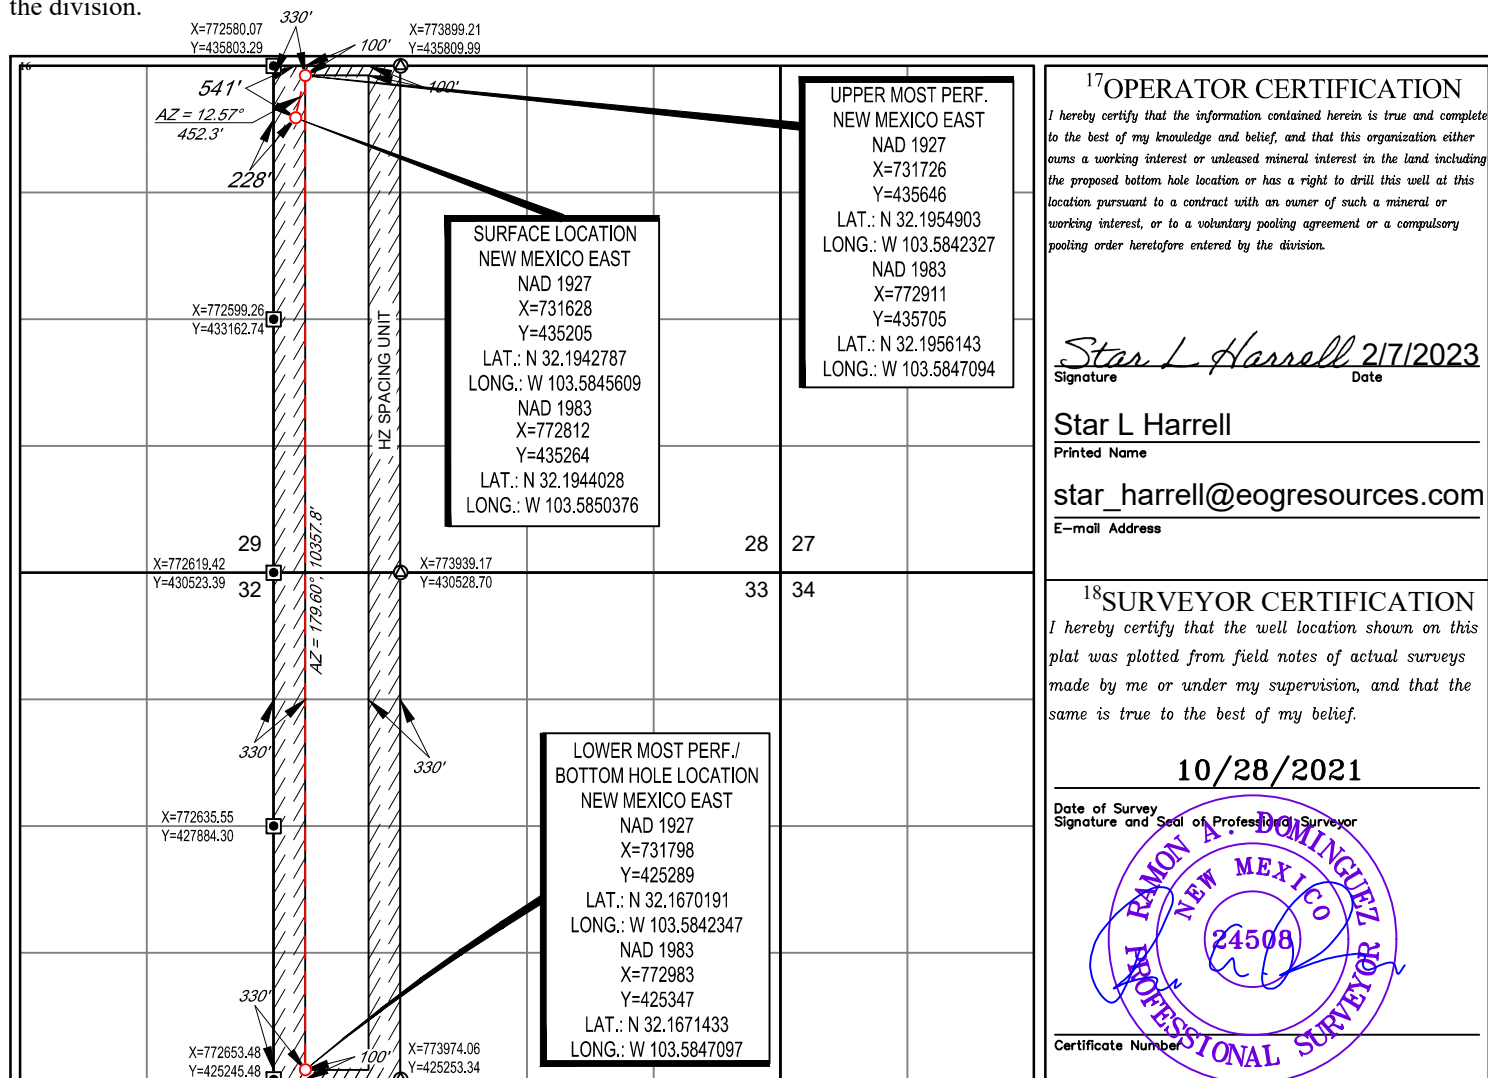 the division.
16
X=772580.07
Y=435803.29
330'
100'
X=773899.21
Y=435809.99
100'
541'
AZ = 12.57°
452.3'
228'
UPPER MOST PERF.
NEW MEXICO EAST
NAD 1927
X=731726
Y=435646
LAT.: N 32.1954903
LONG.: W 103.5842327
NAD 1983
X=772911
Y=435705
LAT.: N 32.1956143
LONG.: W 103.5847094
SURFACE LOCATION
NEW MEXICO EAST
NAD 1927
X=731628
Y=435205
LAT.: N 32.1942787
LONG.: W 103.5845609
NAD 1983
X=772812
Y=435264
LAT.: N 32.1944028
LONG.: W 103.5850376
X=772599.26
Y=433162.74
HZ SPACING UNIT
AZ = 179.60°, 10357.8'
29
28
27
X=772619.42
Y=430523.39
X=773939.17
Y=430528.70
32
33
34
330'
330'
LOWER MOST PERF./
BOTTOM HOLE LOCATION
NEW MEXICO EAST
NAD 1927
X=731798
Y=425289
LAT.: N 32.1670191
LONG.: W 103.5842347
NAD 1983
X=772983
Y=425347
LAT.: N 32.1671433
LONG.: W 103.5847097
X=772635.55
Y=427884.30
330'
X=772653.48
Y=425245.48
100'
X=773974.06
Y=425253.34
17OPERATOR CERTIFICATION
I hereby certify that the information contained herein is true and complete
to the best of my knowledge and belief, and that this organization either
owns a working interest or unleased mineral interest in the land including
the proposed bottom hole location or has a right to drill this well at this
location pursuant to a contract with an owner of such a mineral or
working interest, or to a voluntary pooling agreement or a compulsory
pooling order heretofore entered by the division.
Star L Harrell 2/7/2023
Signature Date
Star L Harrell
Printed Name
star_harrell@eogresources.com
E-mail Address
18SURVEYOR CERTIFICATION
I hereby certify that the well location shown on this
plat was plotted from field notes of actual surveys
made by me or under my supervision, and that the
same is true to the best of my belief.
10/28/2021
Date of Survey
Signature and Seal of Professional Surveyor
RAMON A. DOMINGUEZ
NEW MEXICO
24508
PROFESSIONAL SURVEYOR
Certificate Number